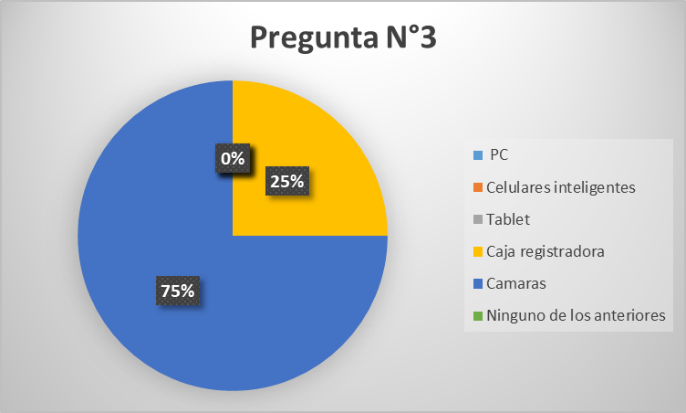 Pregunta N°3
0%
25%
75%
PC
Celulares inteligentes
Tablet
Caja registradora
Camaras
Ninguno de los anteriores